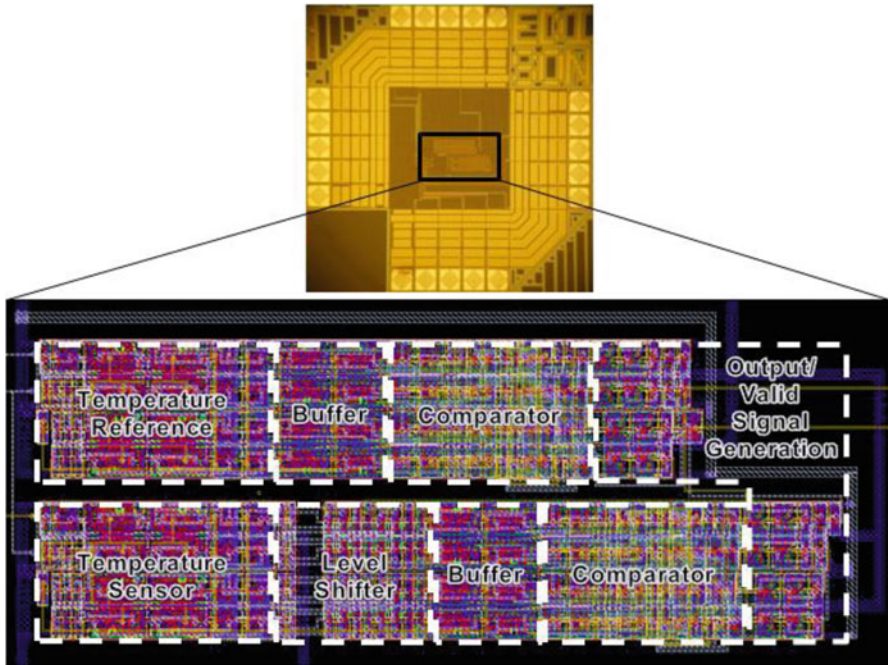 Temperature
Reference
Buffer
Comparator
Output/
Valid
Signal
Generation
Temperature
Sensor
Level
Shifter
Buffer
Comparator